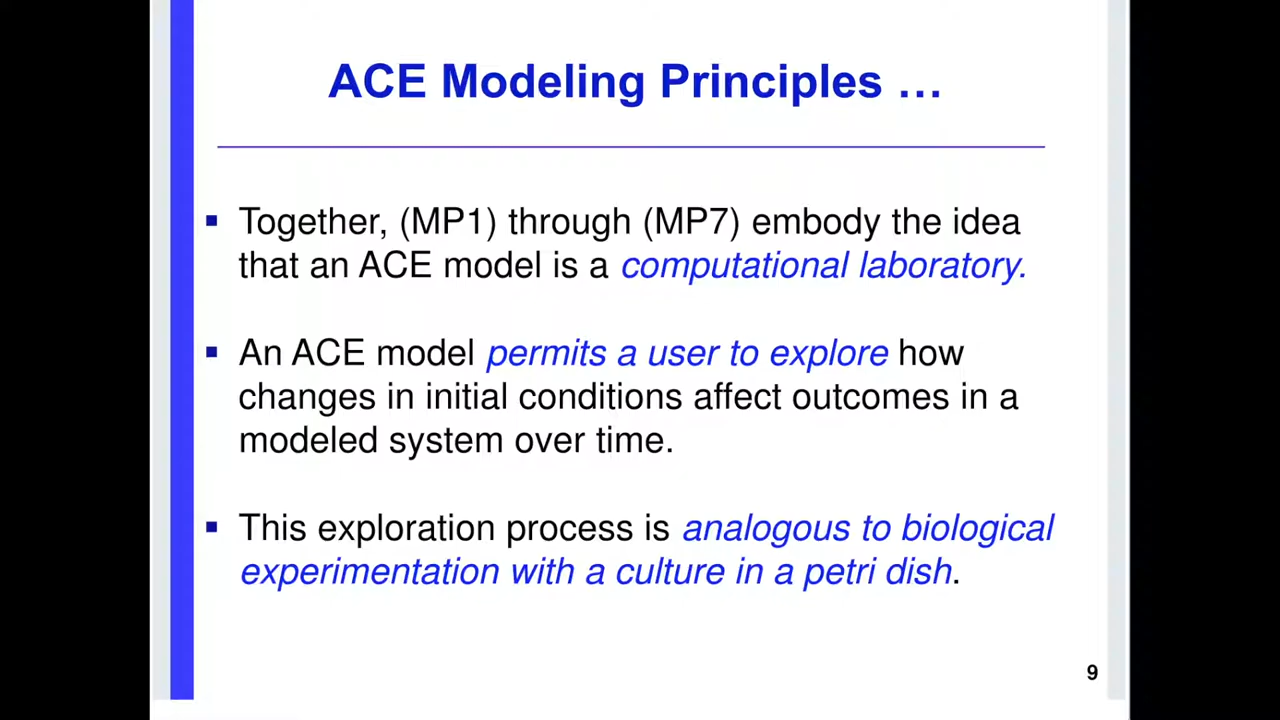 ACE Modeling Principles …
▪ Together, (MP1) through (MP7) embody the idea
that an ACE model is a computational laboratory.
▪ An ACE model permits a user to explore how
changes in initial conditions affect outcomes in a
modeled system over time.
▪ This exploration process is analogous to biological
experimentation with a culture in a petri dish.
9